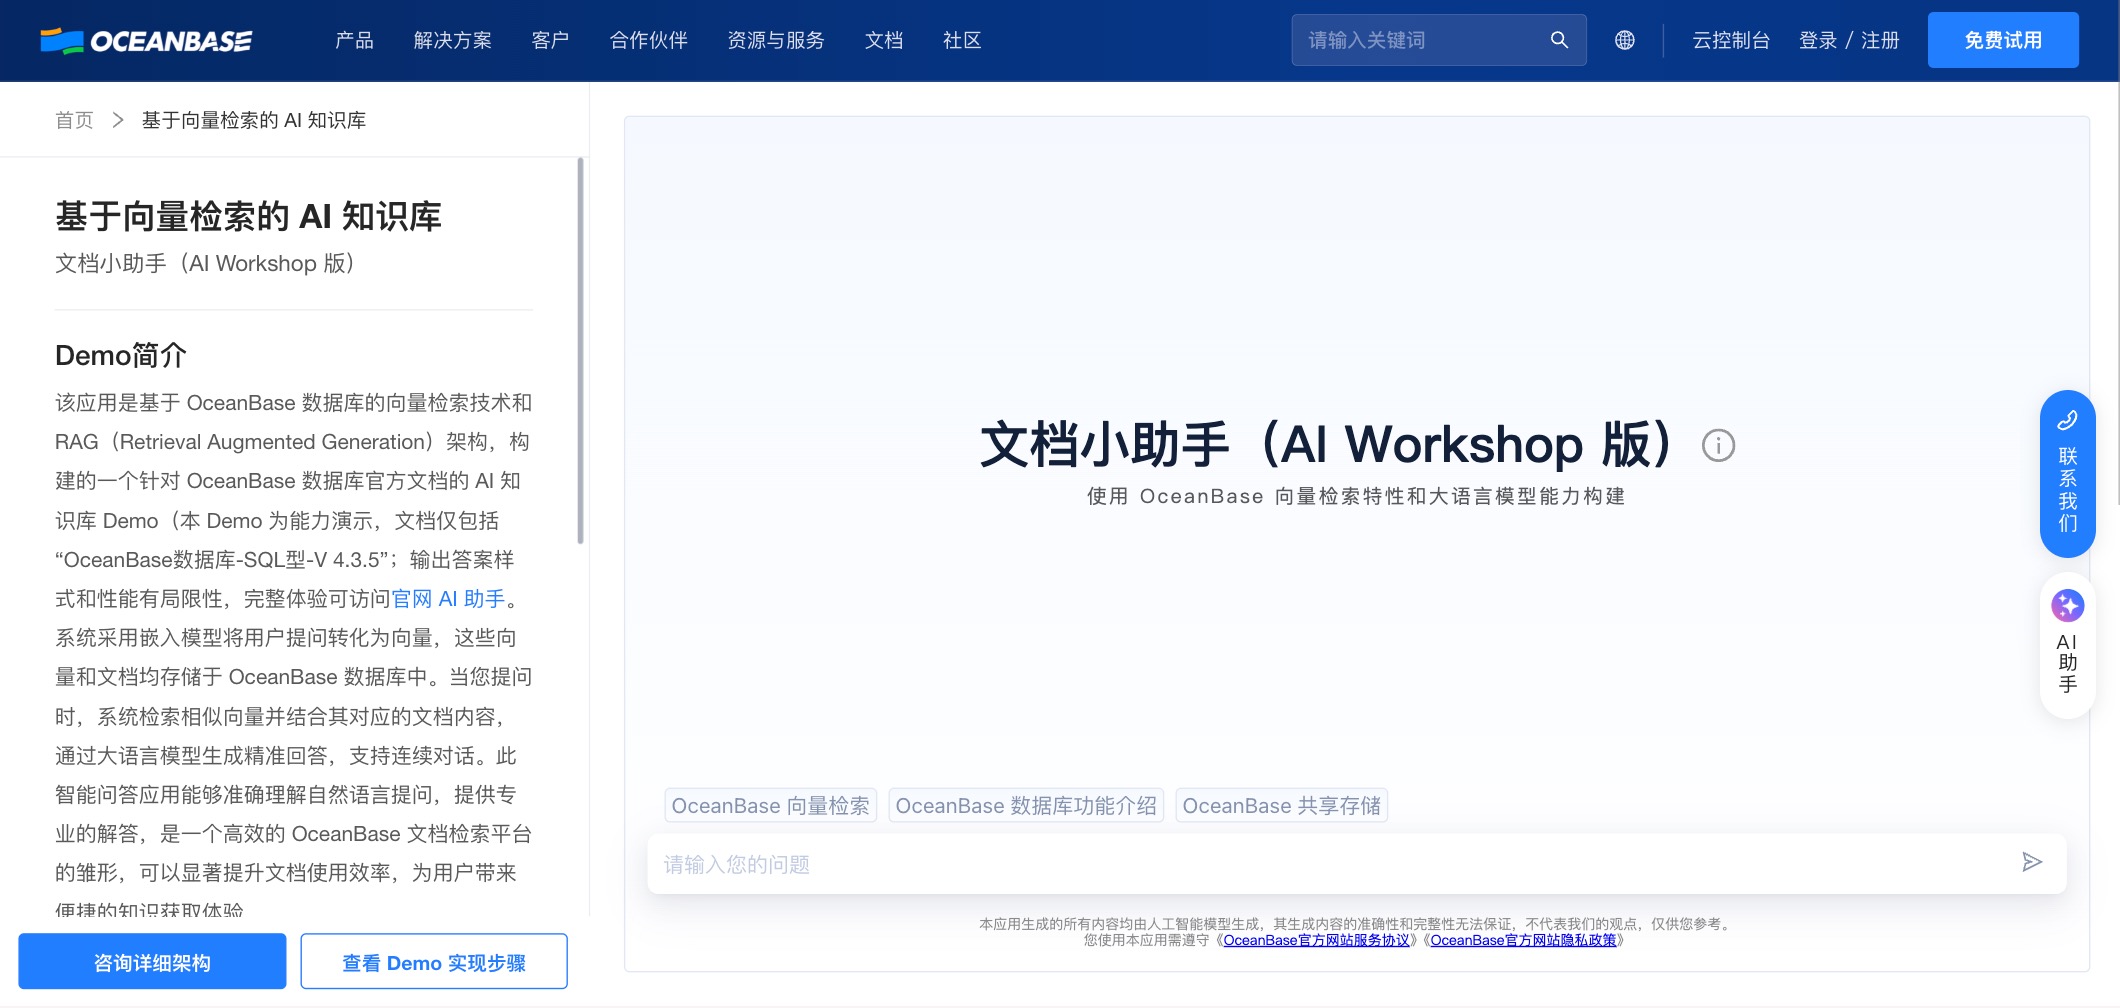 OCEANBASE
产品 解决方案 客户 合作伙伴 资源与服务 文档 社区
请输入关键词
云控制台 登录 / 注册 免费试用
首页 > 基于向量检索的 AI 知识库
基于向量检索的 AI 知识库
文档小助手（AI Workshop 版）
Demo简介
该应用是基于 OceanBase 数据库的向量检索技术和
RAG（Retrieval Augmented Generation）架构，构
建的一个针对 OceanBase 数据库官方文档的 AI 知
识库 Demo（本 Demo 为能力演示，文档仅包括
“OceanBase数据库-SQL型-V 4.3.5”；输出答案样
式和性能有局限性，完整体验可访问官网 AI 助手。
系统采用嵌入模型将用户提问转化为向量，这些向
量和文档均存储于 OceanBase 数据库中。当您提问
时，系统检索相似向量并结合其对应的文档内容，
通过大语言模型生成精准回答，支持连续对话。此
智能问答应用能够准确理解自然语言提问，提供专
业的解答，是一个高效的 OceanBase 文档检索平台
的雏形，可以显著提升文档使用效率，为用户带来
便捷的知识获取体验
咨询详细架构
查看 Demo 实现步骤
文档小助手（AI Workshop 版）
使用 OceanBase 向量检索特性和大语言模型能力构建
OceanBase 向量检索
OceanBase 数据库功能介绍
OceanBase 共享存储
请输入您的问题
本应用生成的所有内容均由人工智能模型生成，其生成内容的准确性和完整性无法保证，不代表我们的观点，仅供您参考。
您使用本应用需遵守《OceanBase官方网站服务协议》《OceanBase官方网站隐私政策》
联系我们
AI助手